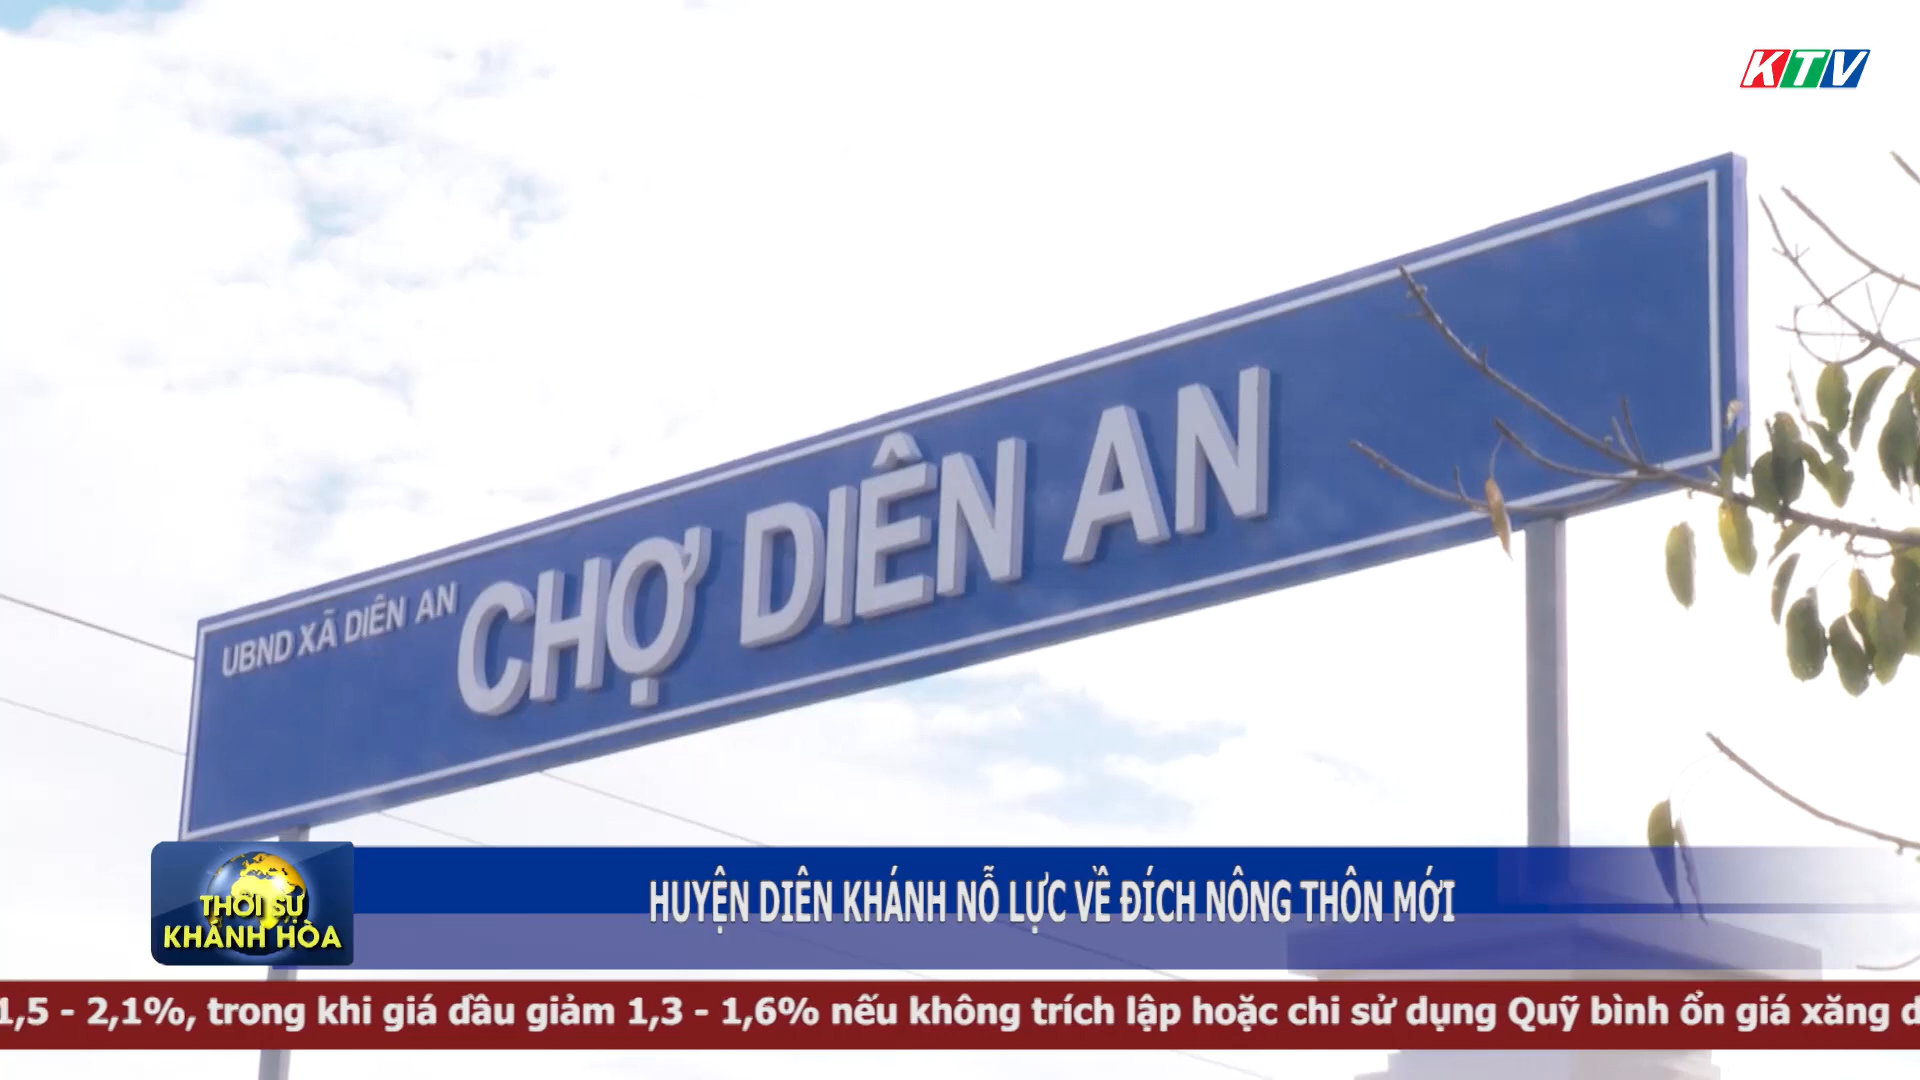 KTV
UBND XÃ DIÊN AN
CHỢ DIÊN AN
THỜI SỰ
KHÁNH HÒA
HUYỆN DIÊN KHÁNH NỖ LỰC VỀ ĐÍCH NÔNG THÔN MỚI
1,5 - 2,1%, trong khi giá dầu giảm 1,3 - 1,6% nếu không trích lập hoặc chi sử dụng Quỹ bình ổn giá xăng